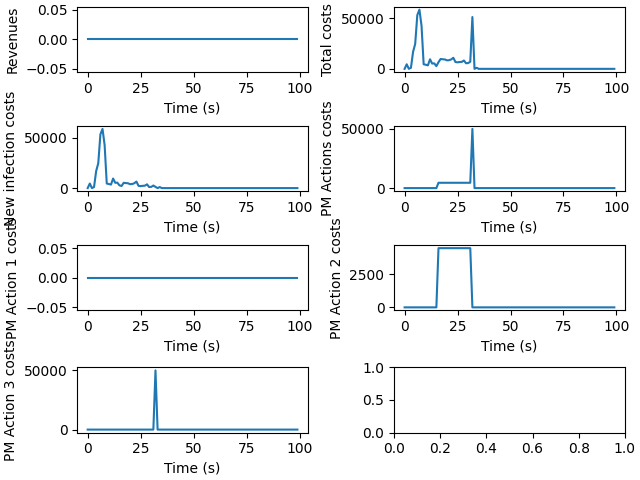 Revenues
0.05
0.00
−0.05
0 25 50 75 100
Time (s)
Total costs
50000
0
0 25 50 75 100
Time (s)
New infection costs
50000
0
0 25 50 75 100
Time (s)
PM Actions costs
50000
0
0 25 50 75 100
Time (s)
PM Action 1 costs
0.05
0.00
−0.05
0 25 50 75 100
Time (s)
PM Action 2 costs
2500
0
0 25 50 75 100
Time (s)
PM Action 3 costs
50000
0
0 25 50 75 100
Time (s)
1.0
0.5
0.0
0.0 0.2 0.4 0.6 0.8 1.0